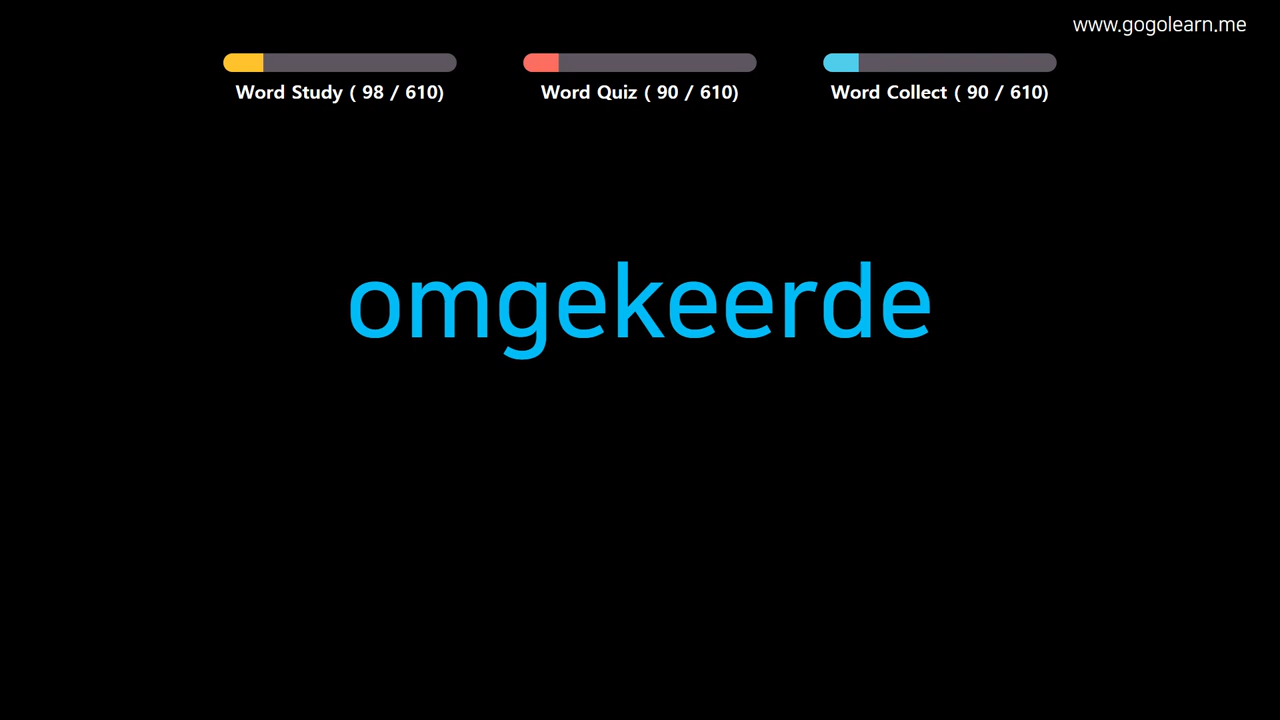 www.gogolearn.me
Word Study ( 98 / 610)
Word Quiz ( 90 / 610)
Word Collect ( 90 / 610)
omgekeerde